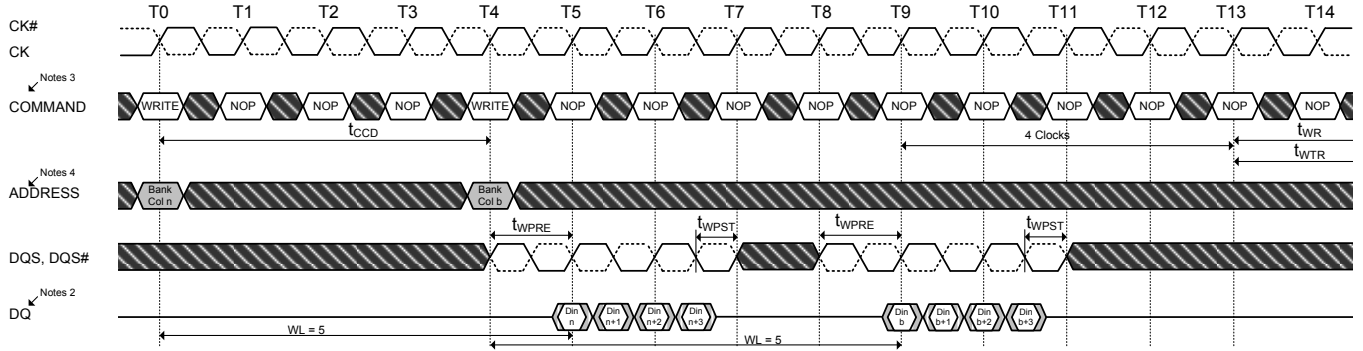 T0 T1 T2 T3 T4 T5 T6 T7 T8 T9 T10 T11 T12 T13 T14
CK#
CK
Notes 3
COMMAND WRITE NOP NOP NOP WRITE NOP NOP NOP NOP NOP NOP NOP NOP NOP NOP
tCCD 4 Clocks tWR
tWTR
Notes 4
ADDRESS Bank Col n Bank Col b
tWPRE tWPST tWPRE tWPST
DQS, DQS#
Notes 2
DQ Din n Din n+1 Din n+2 Din n+3 Din b Din b+1 Din b+2 Din b+3
WL = 5 WL = 5